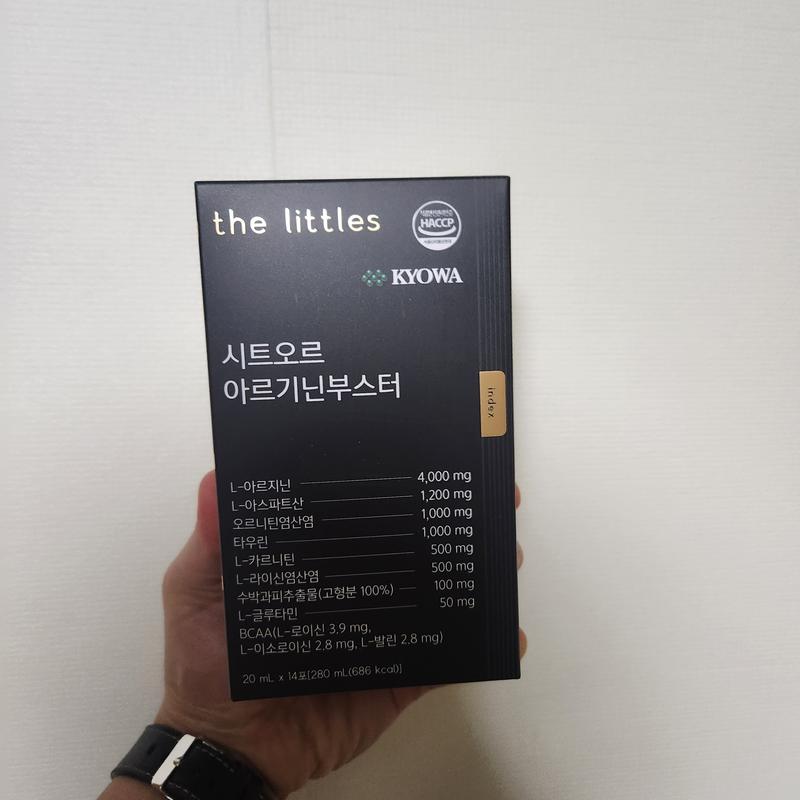 the littles
HACCP
KYOWA
시트오르
아르기닌부스터
index
L-아르지닌 4,000 mg
L-아스파트산 1,200 mg
오르니틴염산염 1,000 mg
타우린 1,000 mg
L-카르니틴 500 mg
L-라이신염산염 500 mg
수박과피추출물(고형분 100%) 100 mg
L-글루타민 50 mg
BCAA(L-로이신 3.9 mg,
L-이소로이신 2.8 mg, L-발린 2.8 mg)
20 mL x 14포[280 mL(686 kcal)]